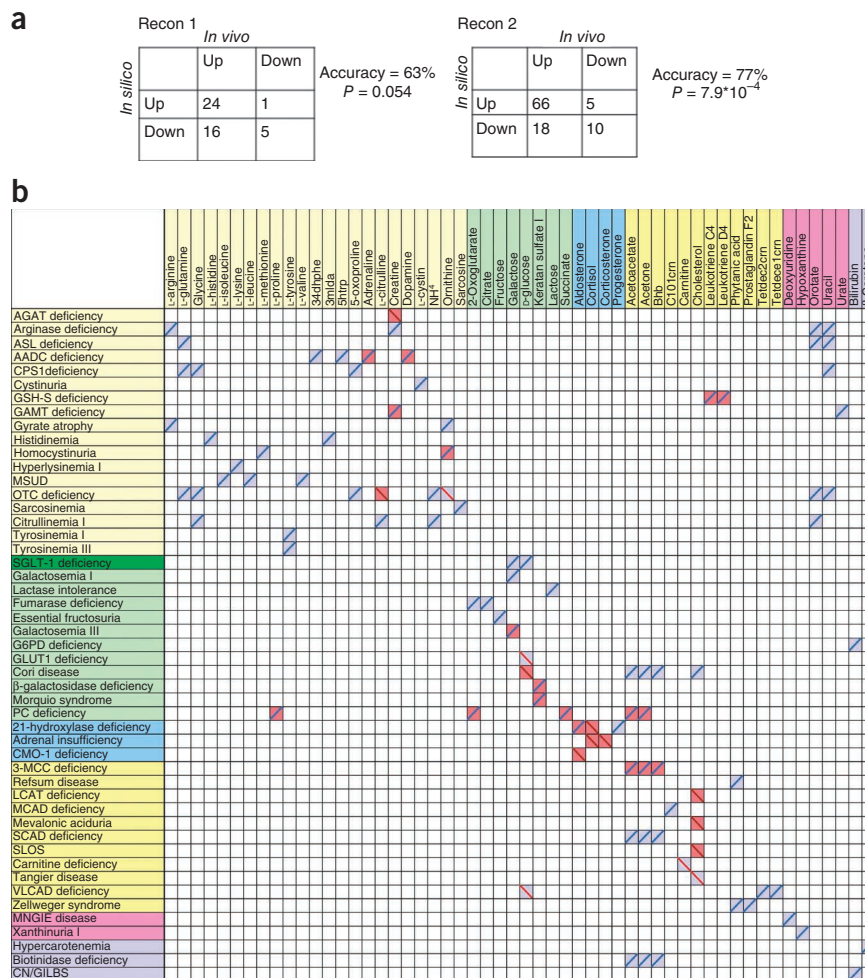 a
Recon 1
In vivo
In silico
Up
Down
Up
24
1
Down
16
5
Accuracy = 63%
P = 0.054
Recon 2
In vivo
In silico
Up
Down
Up
66
5
Down
18
10
Accuracy = 77%
P = 7.9*10⁻⁴
b
L-arginine
L-glutamine
Glycine
L-histidine
L-isoleucine
L-lysine
L-leucine
L-methionine
L-proline
L-tyrosine
L-valine
34dhphe
3mlda
5htrp
5-oxoproline
Adrenaline
L-citrulline
Creatine
Dopamine
L-cystin
NH⁴
Ornithine
Sarcosine
2-Oxoglutarate
Citrate
Fructose
Galactose
D-glucose
Keratan sulfate I
Lactose
Succinate
Aldosterone
Cortisol
Corticosterone
Progesterone
Acetoacetate
Acetone
Bhb
C101crn
Carnitine
Cholesterol
Leukotriene C4
Leukotriene D4
Phytanic acid
Prostaglandin F2
Tetdec2crn
Tetdece1crn
Deoxyuridine
Hypoxanthine
Orotate
Uracil
Urate
Bilirubin
AGAT deficiency
Arginase deficiency
ASL deficiency
AADC deficiency
CPS1deficiency
Cystinuria
GSH-S deficiency
GAMT deficiency
Gyrate atrophy
Histidinemia
Homocystinuria
Hyperlysinemia I
MSUD
OTC deficiency
Sarcosinemia
Citrullinemia I
Tyrosinemia I
Tyrosinemia III
SGLT-1 deficiency
Galactosemia I
Lactase intolerance
Fumarase deficiency
Essential fructosuria
Galactosemia III
G6PD deficiency
GLUT1 deficiency
Cori disease
β-galactosidase deficiency
Morquio syndrome
PC deficiency
21-hydroxylase deficiency
Adrenal insufficiency
CMO-1 deficiency
3-MCC deficiency
Refsum disease
LCAT deficiency
MCAD deficiency
Mevalonic aciduria
SCAD deficiency
SLOS
Carnitine deficiency
Tangier disease
VLCAD deficiency
Zellweger syndrome
MNGIE disease
Xanthinuria I
Hypercarotenemia
Biotinidase deficiency
CN/GILBS